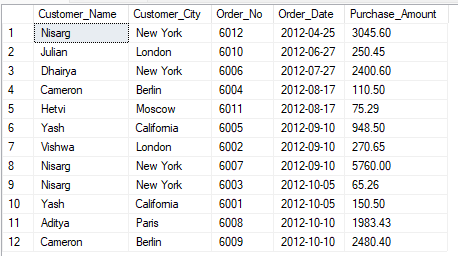 Customer_Name Customer_City Order_No Order_Date Purchase_Amount
1 Nisarg New York 6012 2012-04-25 3045.60
2 Julian London 6010 2012-06-27 250.45
3 Dhairya New York 6006 2012-07-27 2400.60
4 Cameron Berlin 6004 2012-08-17 110.50
5 Hetvi Moscow 6011 2012-08-17 75.29
6 Yash California 6005 2012-09-10 948.50
7 Vishwa London 6002 2012-09-10 270.65
8 Nisarg New York 6007 2012-09-10 5760.00
9 Nisarg New York 6003 2012-10-05 65.26
10 Yash California 6001 2012-10-05 150.50
11 Aditya Paris 6008 2012-10-10 1983.43
12 Cameron Berlin 6009 2012-10-10 2480.40